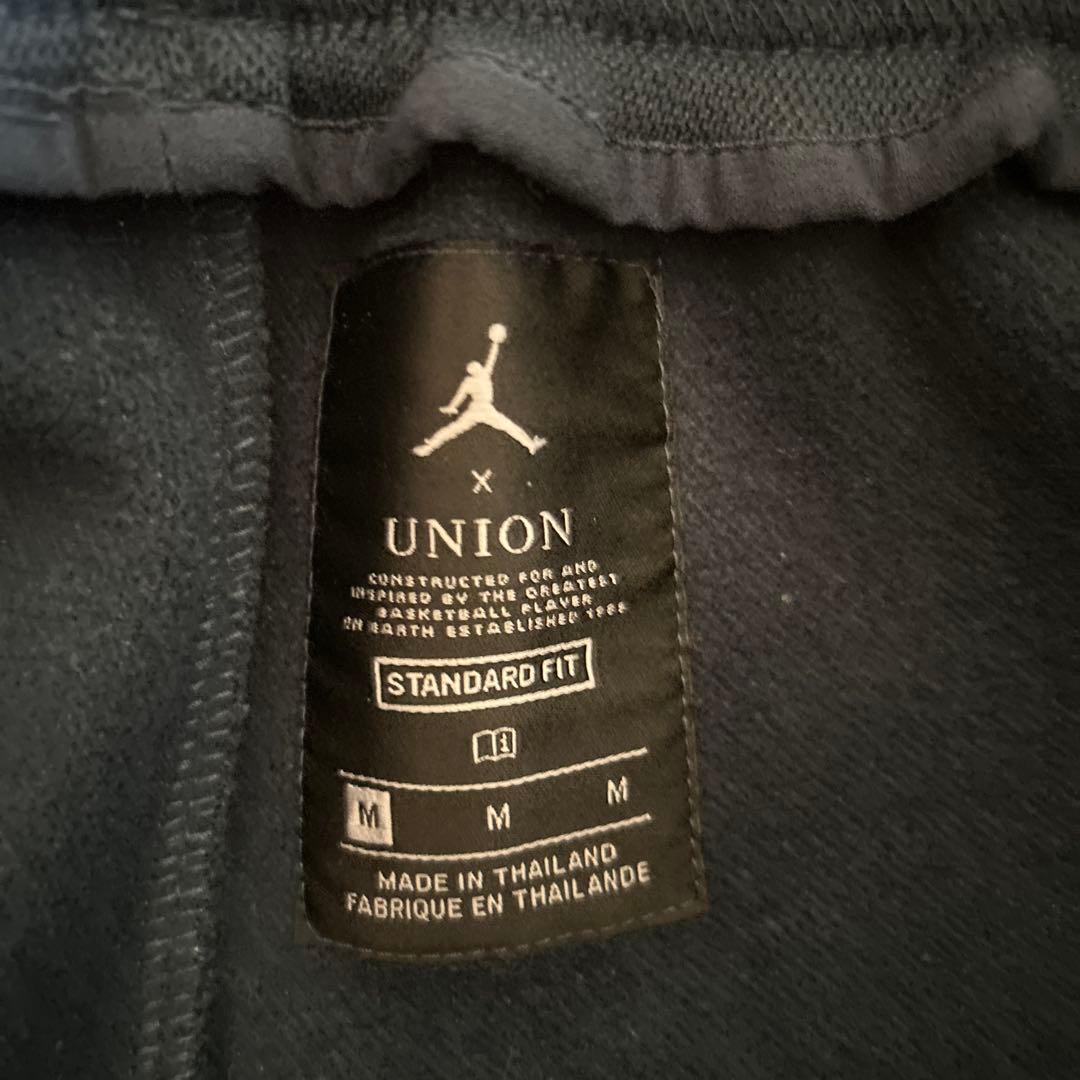 X
UNION
CONSTRUCTED FOR AND
INSPIRED BY THE GREATEST
BASKETBALL PLAYER
ON EARTH ESTABLISHED 1985
STANDARD FIT
i
M M M
MADE IN THAILAND
FABRIQUE EN THAILANDE